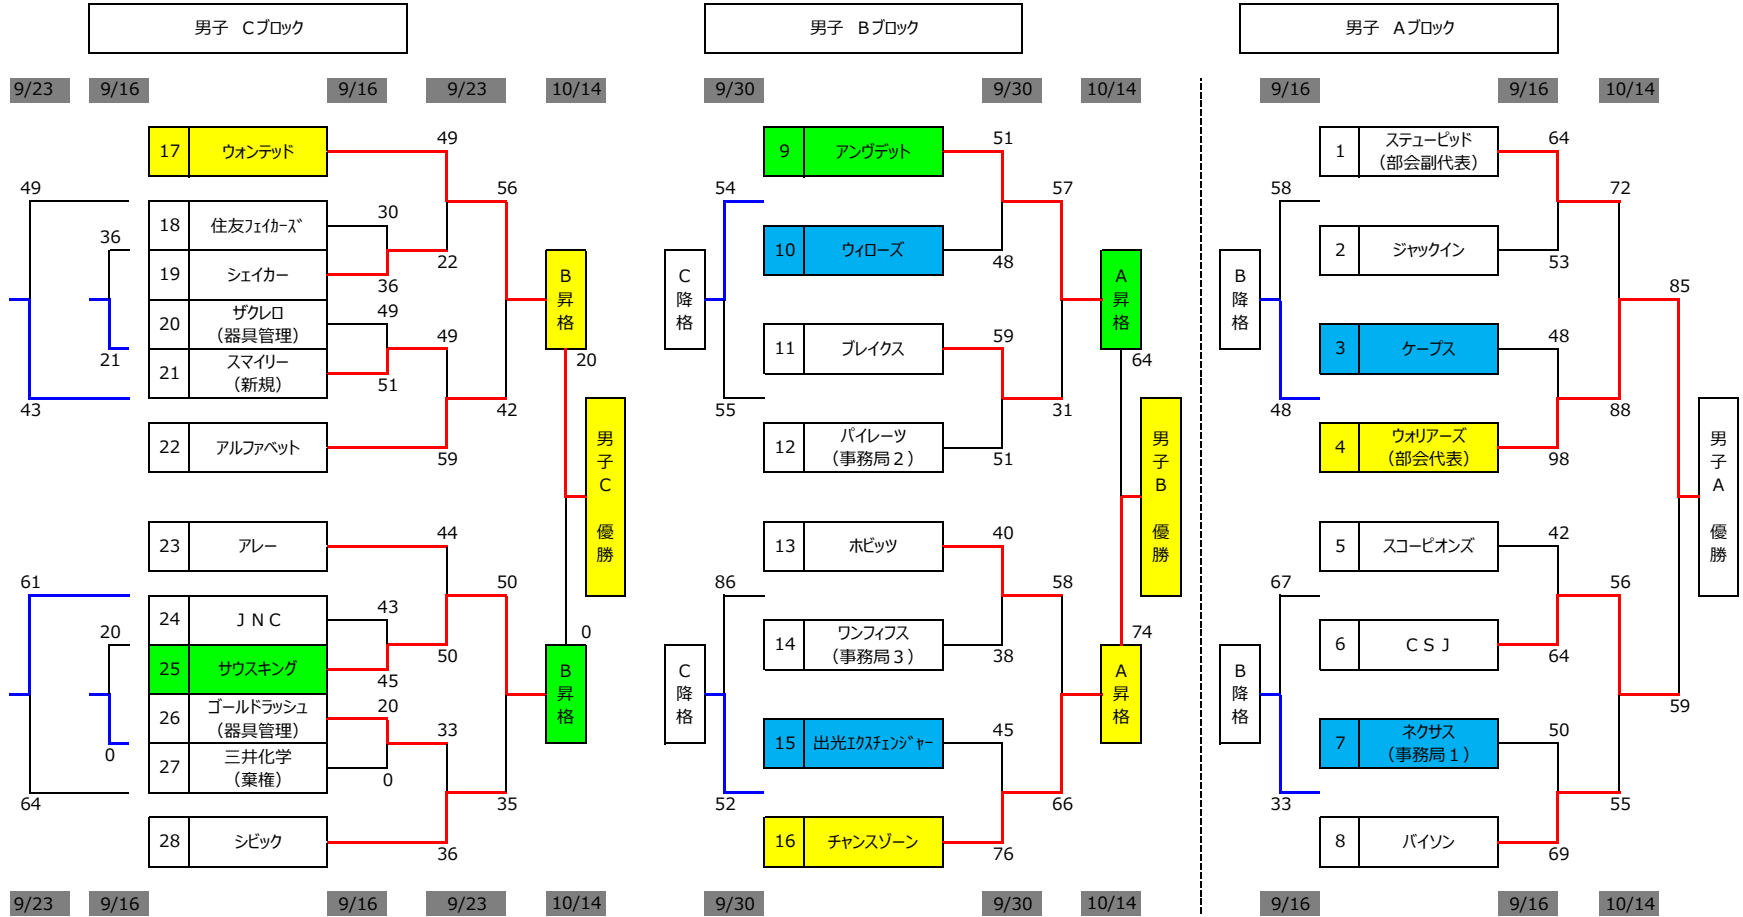 男子 Cブロック
9/23
9/16
9/16
9/23
10/14
17
ウォンテッド
49
49
56
18
住友フェイカーズ
30
36
19
シェイカー
22
36
B昇格
20
ザクレロ
（器具管理）
49
49
21
21
スマイリー
（新規）
51
20
43
42
22
アルファベット
59
男子C 優勝
23
アレー
44
61
50
24
JNC
43
20
0
25
サウスキング
50
45
B昇格
26
ゴールドラッシュ
（器具管理）
20
33
0
27
三井化学
（棄権）
0
64
35
28
シビック
36
9/23
9/16
9/16
9/23
10/14
男子 Bブロック
9/30
9/30
10/14
9
アンヴデット
51
54
57
10
ウィローズ
48
C降格
A昇格
11
ブレイクス
59
64
55
31
12
パイレーツ
（事務局２）
51
男子B 優勝
13
ホビッツ
40
86
58
14
ワンフィフス
（事務局３）
38
74
C降格
A昇格
15
出光エクスチェンジャー
45
52
66
16
チャンスゾーン
76
9/30
9/30
10/14
男子 Aブロック
9/16
9/16
10/14
1
ステューピッド
（部会副代表）
64
58
72
2
ジャックイン
53
B降格
85
3
ケープス
48
48
88
4
ウォリアーズ
（部会代表）
98
男子A 優勝
5
スコーピオンズ
42
67
56
6
CSJ
64
B降格
59
7
ネクサス
（事務局１）
50
33
55
8
バイソン
69
9/16
9/16
10/14